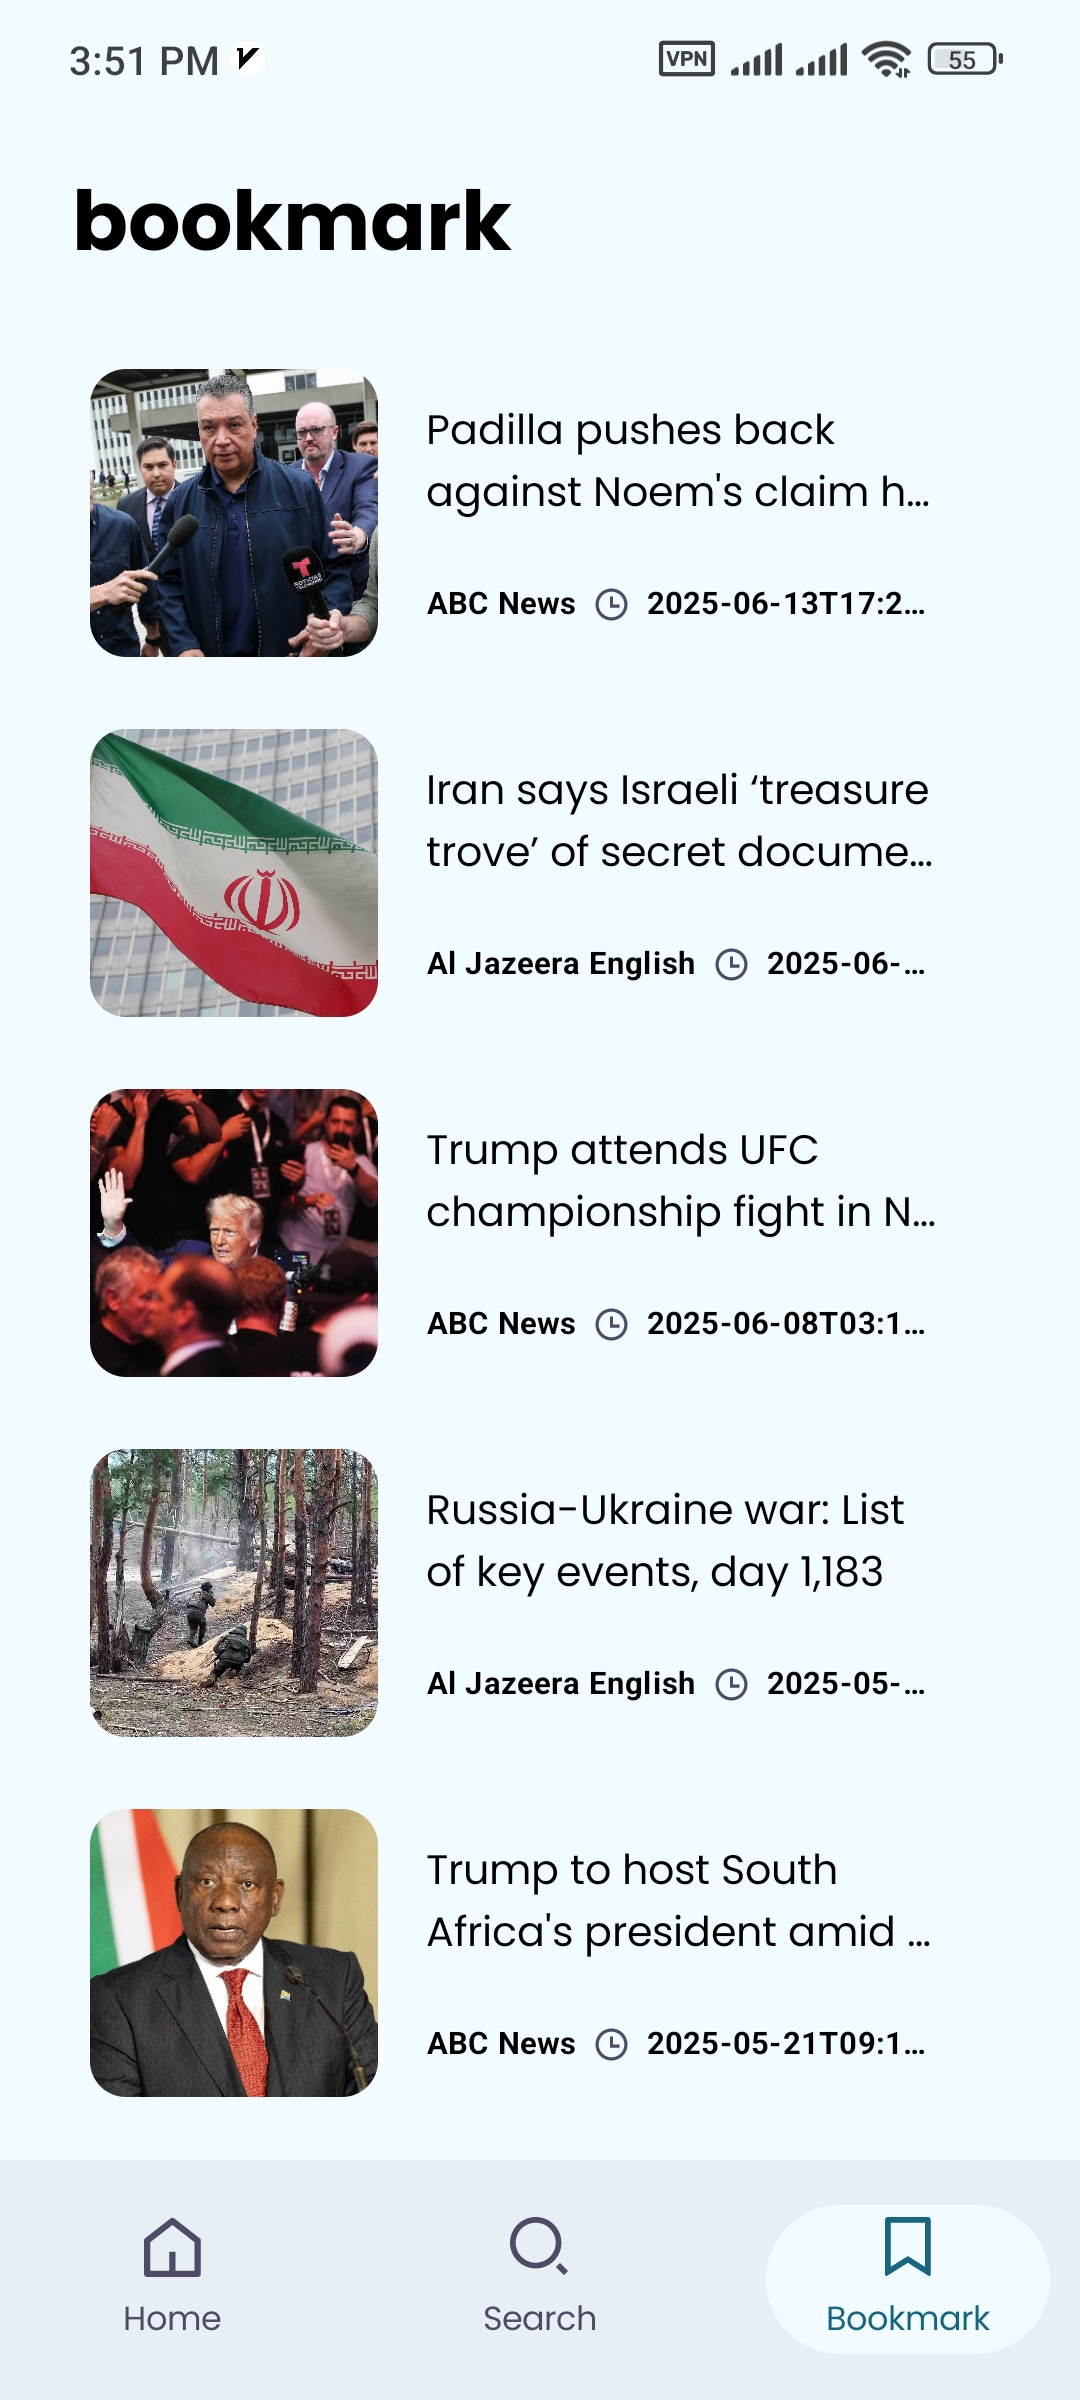 3:51 PM
VPN
55
bookmark
Padilla pushes back
against Noem's claim h...
ABC News 2025-06-13T17:2...
Iran says Israeli ‘treasure
trove’ of secret docume...
Al Jazeera English 2025-06-...
Trump attends UFC
championship fight in N...
ABC News 2025-06-08T03:1...
Russia-Ukraine war: List
of key events, day 1,183
Al Jazeera English 2025-05-...
Trump to host South
Africa's president amid ...
ABC News 2025-05-21T09:1...
Home
Search
Bookmark